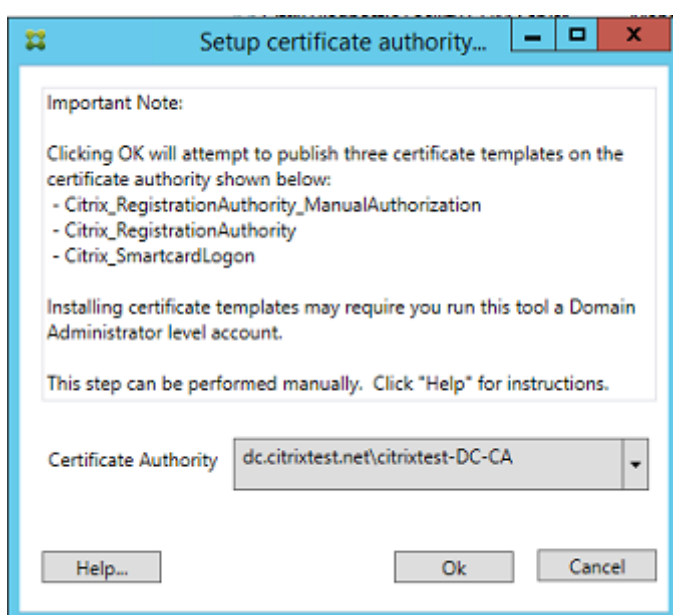 Setup certificate authority...
Important Note:
Clicking OK will attempt to publish three certificate templates on the
certificate authority shown below:
- Citrix_RegistrationAuthority_ManualAuthorization
- Citrix_RegistrationAuthority
- Citrix_SmartcardLogon
Installing certificate templates may require you run this tool a Domain
Administrator level account.
This step can be performed manually.  Click "Help" for instructions.
Certificate Authority dc.citrixtest.net\citrixtest-DC-CA
Help... Ok Cancel